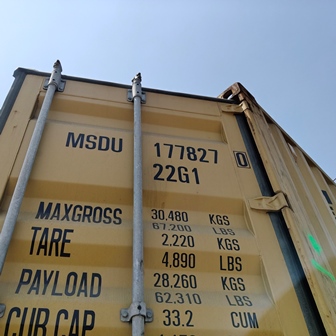 MSDU 177827 0
22G1
MAXGROSS 30.480 KGS
67.200 LBS
TARE 2.220 KGS
4.890 LBS
PAYLOAD 28.260 KGS
62.310 LBS
CUB.CAP 33.2 CUM